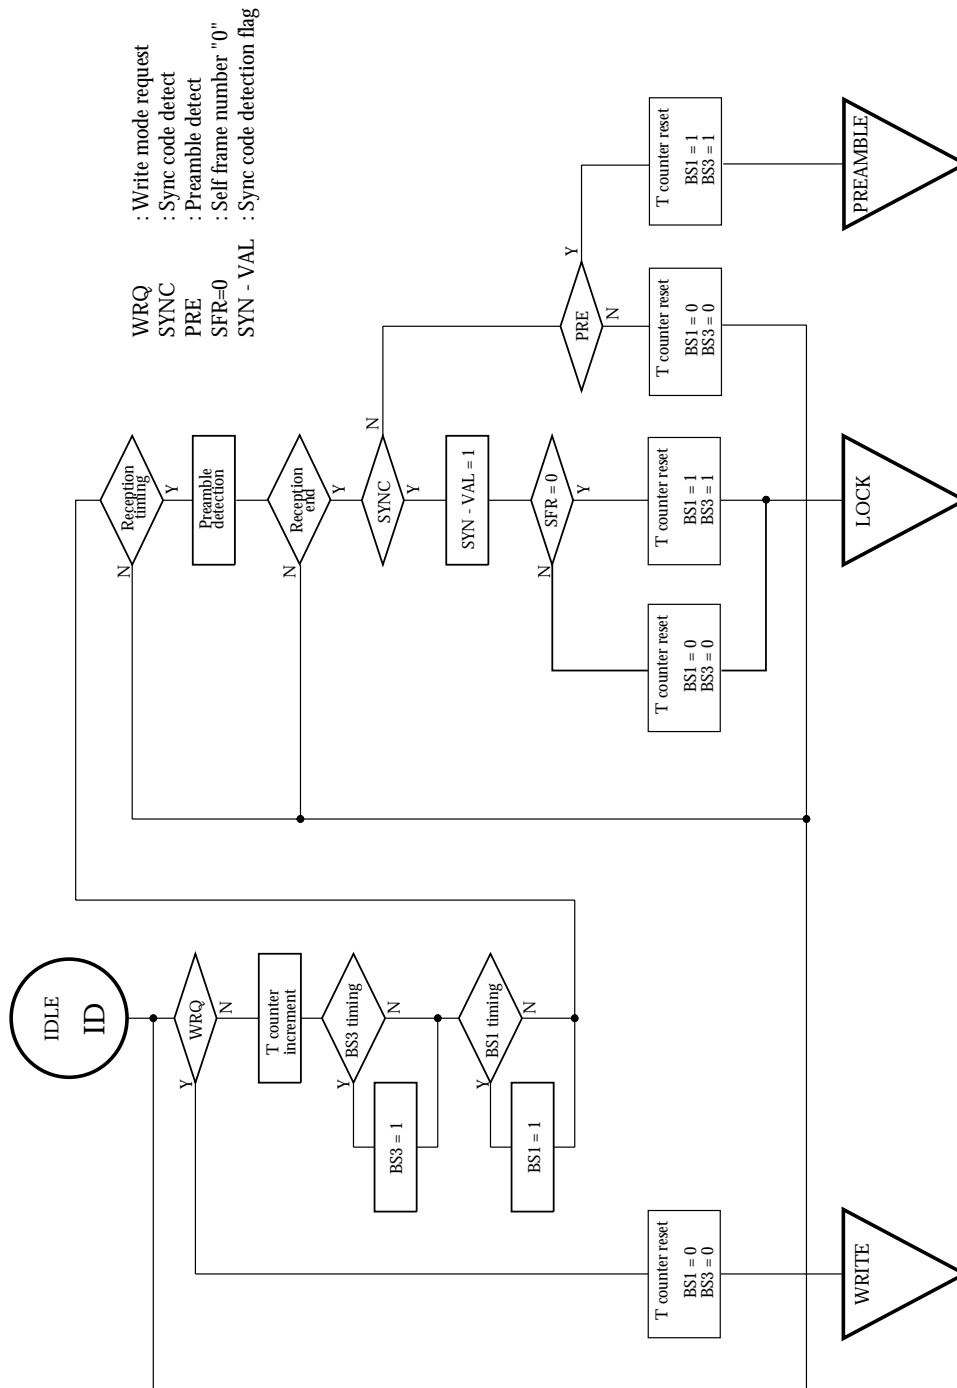 IDLE
ID
WRQ : Write mode request
SYNC : Sync code detect
PRE : Preamble detect
SFR=0 : Self frame number "0"
SYN - VAL : Sync code detection flag
WRQ
Y
N
T counter
increment
BS3 timing
Y
N
BS3 = 1
BS1 timing
Y
N
BS1 = 1
Reception
timing
N
Y
Preamble
detection
Reception
end
N
Y
SYNC
N
Y
SYN - VAL = 1
SFR = 0
N
Y
PRE
Y
N
T counter reset
BS1 = 0
BS3 = 0
T counter reset
BS1 = 0
BS3 = 0
T counter reset
BS1 = 1
BS3 = 1
T counter reset
BS1 = 0
BS3 = 0
T counter reset
BS1 = 1
BS3 = 1
WRITE
LOCK
PREAMBLE